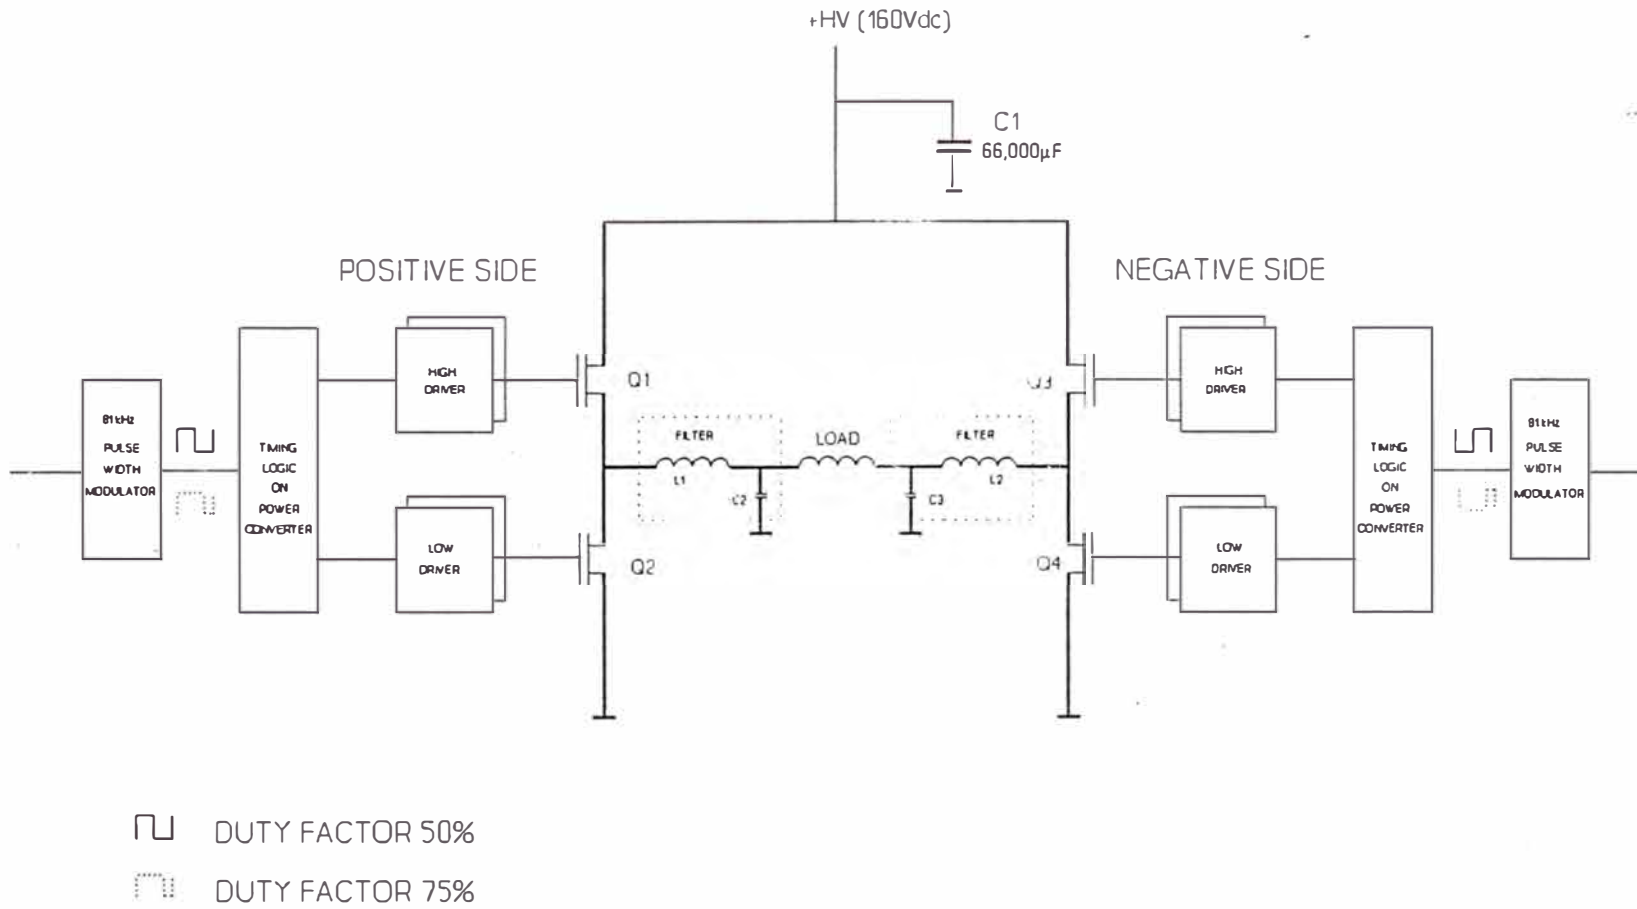 +HV (160Vdc)
C1
66,000µF
POSITIVE SIDE
NEGATIVE SIDE
81kHz
PULSE
WIDTH
MODULATOR
TIMING
LOGIC
ON
POWER
CONVERTER
HIGH
DRIVER
LOW
DRIVER
Q1
Q2
FILTER
L1
C2
LOAD
FILTER
L2
C3
Q3
Q4
HIGH
DRIVER
LOW
DRIVER
TIMING
LOGIC
ON
POWER
CONVERTER
81kHz
PULSE
WIDTH
MODULATOR
DUTY FACTOR 50%
DUTY FACTOR 75%